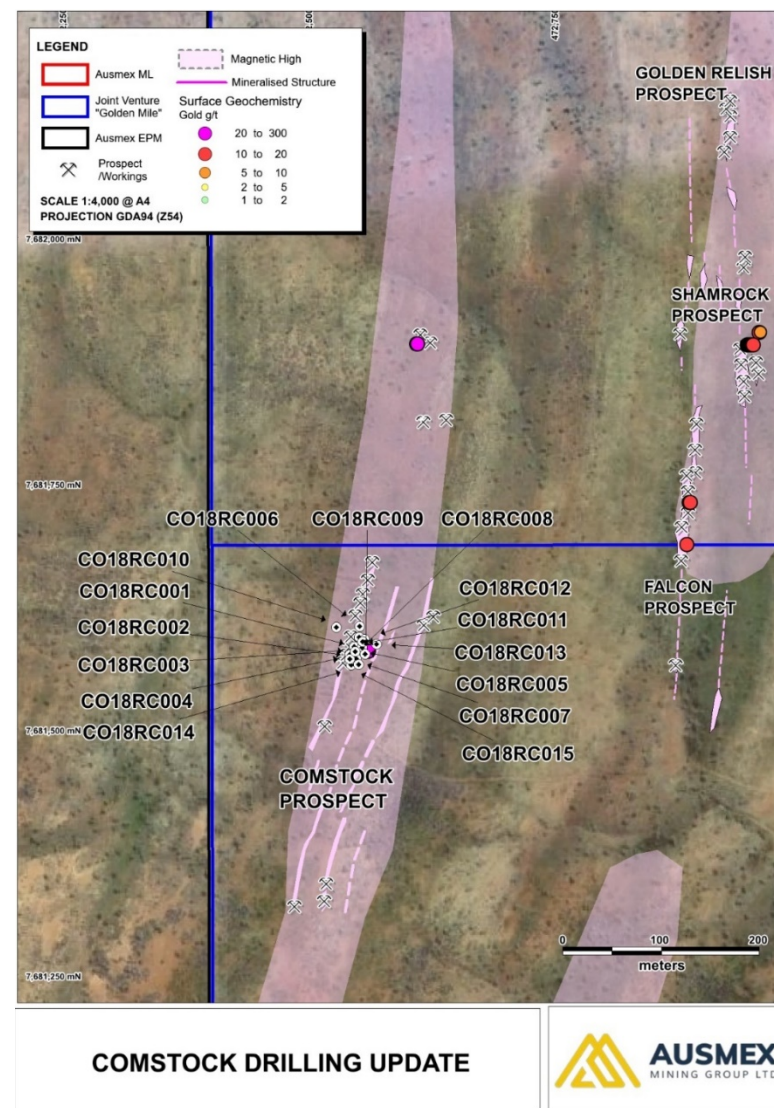 ,250
,500
472,750
LEGEND
Ausmex ML
Joint Venture
"Golden Mile"
Ausmex EPM
Prospect
/Workings
SCALE 1:4,000 @ A4
PROJECTION GDA94 (Z54)
Magnetic High
Mineralised Structure
Surface Geochemistry
Gold g/t
20 to 300
10 to 20
5 to 10
2 to 5
1 to 2
GOLDEN RELISH
PROSPECT
7,682,000 mN
SHAMROCK
PROSPECT
7,681,750 mN
CO18RC006
CO18RC009
CO18RC008
CO18RC010
CO18RC001
CO18RC002
CO18RC003
CO18RC004
CO18RC014
CO18RC012
CO18RC011
CO18RC013
CO18RC005
CO18RC007
CO18RC015
FALCON
PROSPECT
7,681,500 mN
COMSTOCK
PROSPECT
7,681,250 mN
0 100 200
meters
COMSTOCK DRILLING UPDATE
AUSMEX
MINING GROUP LTD